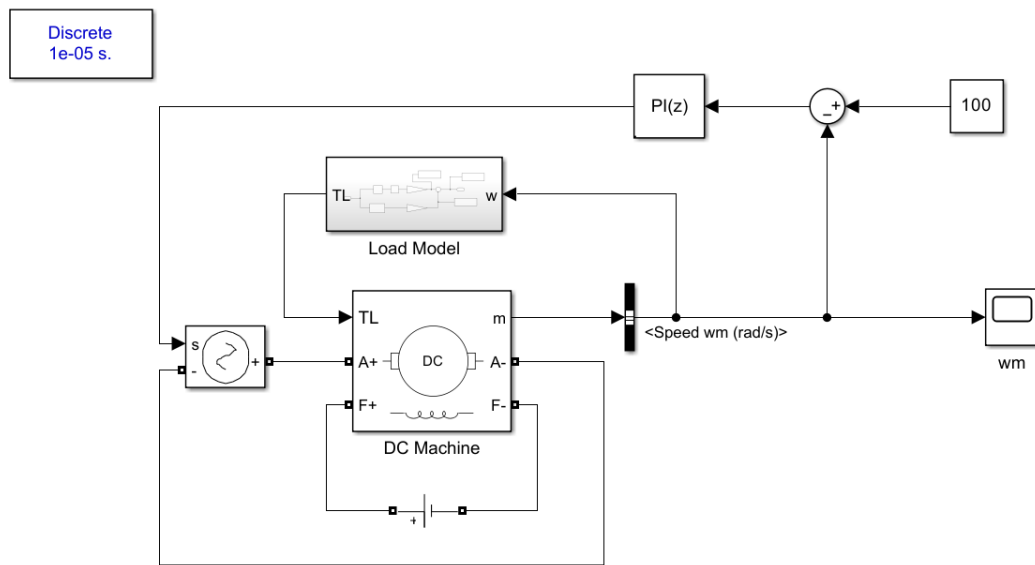 Discrete
1e-05 s.
PI(z)
+
−
100
TL
w
Load Model
TL
m
<Speed wm (rad/s)>
wm
s
-
+
A+
DC
A-
F+
F-
DC Machine
+